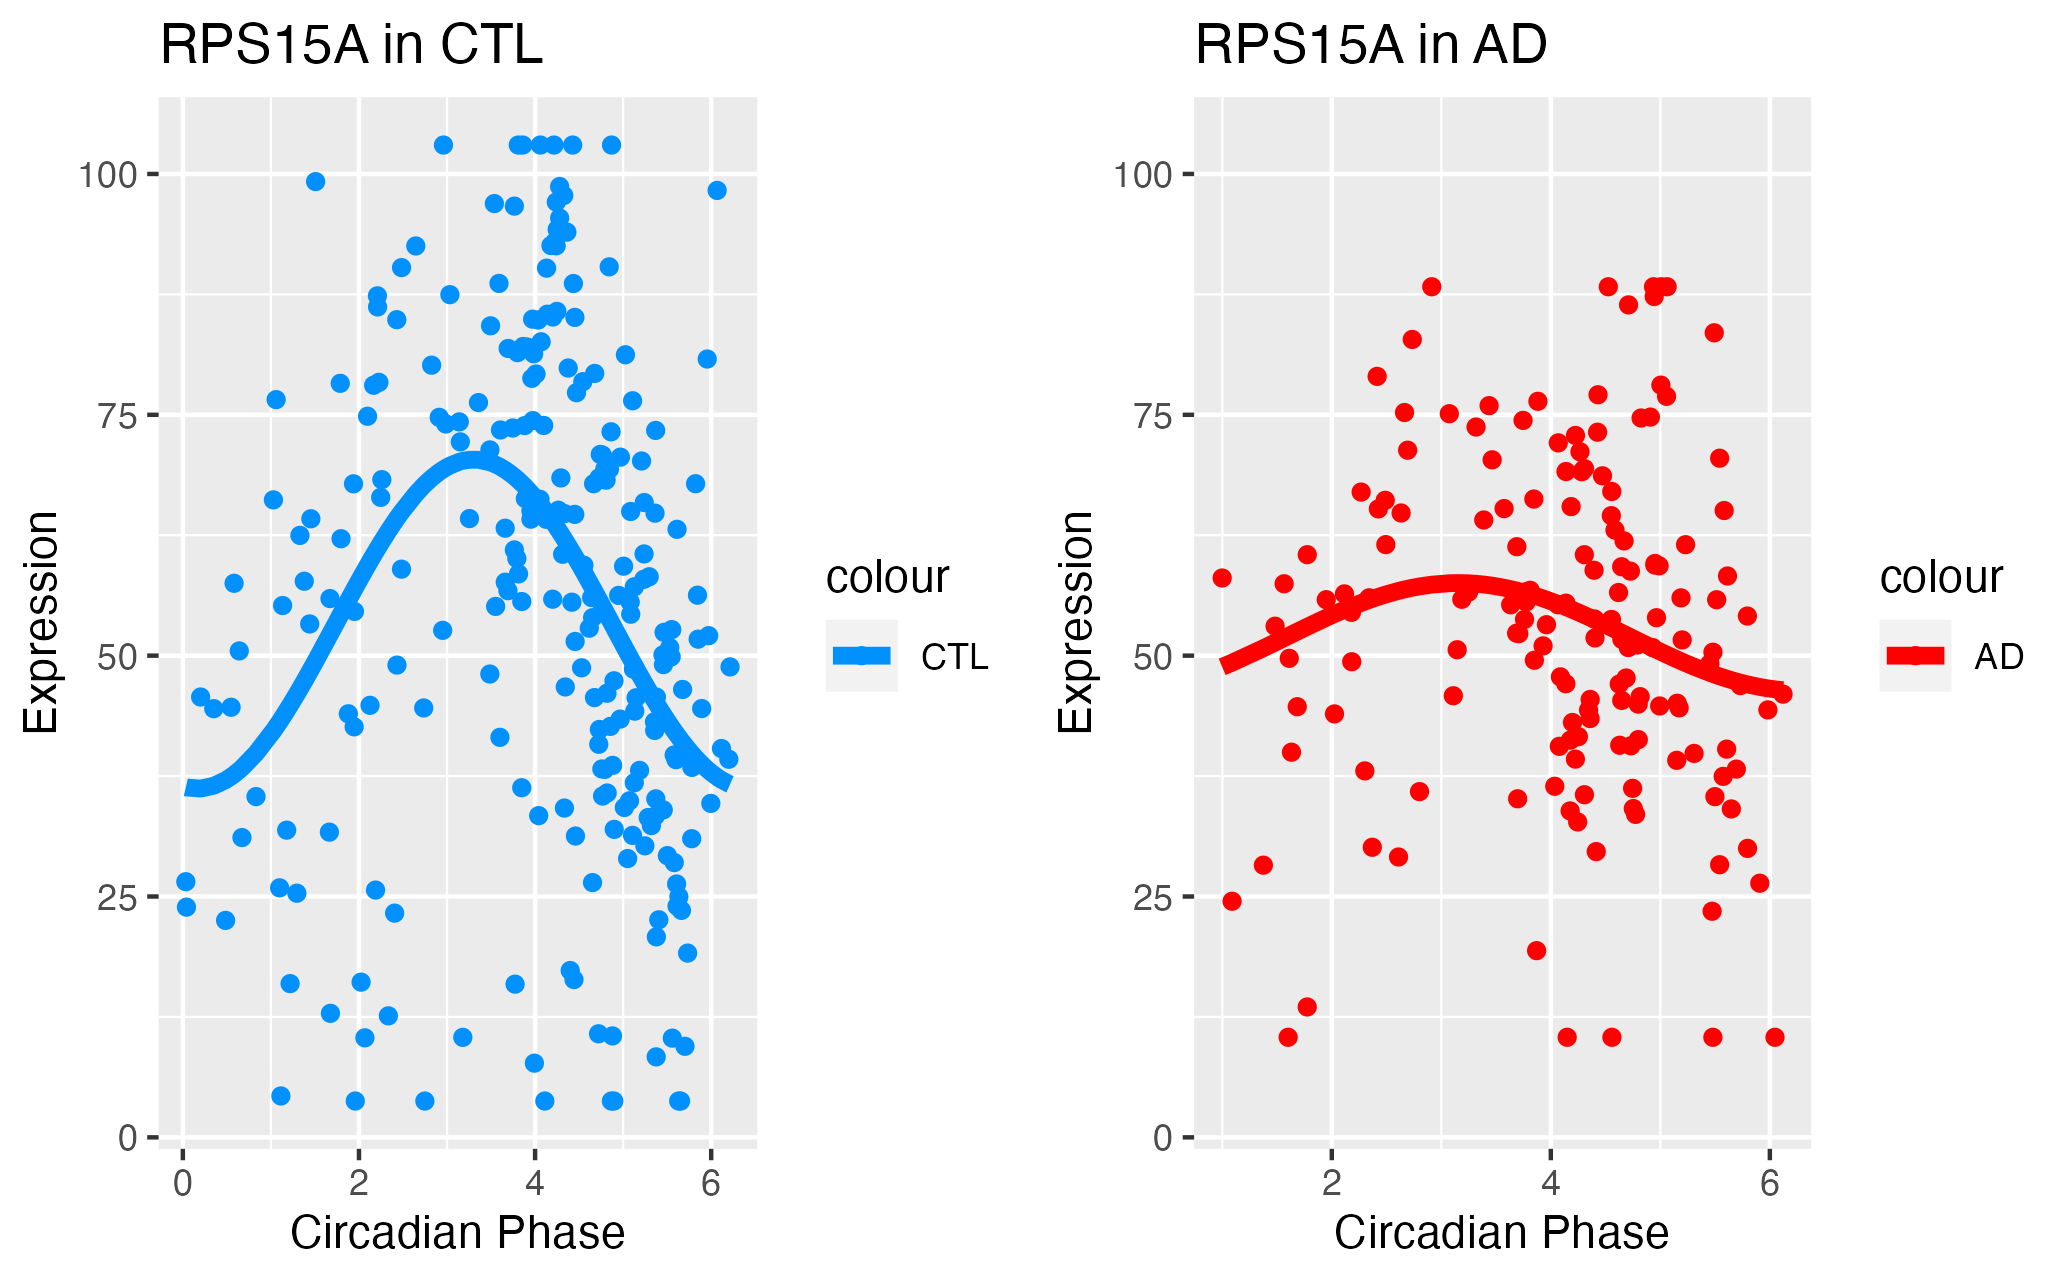 RPS15A in CTL
Expression
100
75
50
25
0
0 2 4 6
Circadian Phase
colour
CTL
RPS15A in AD
Expression
100
75
50
25
0
2 4 6
Circadian Phase
colour
AD